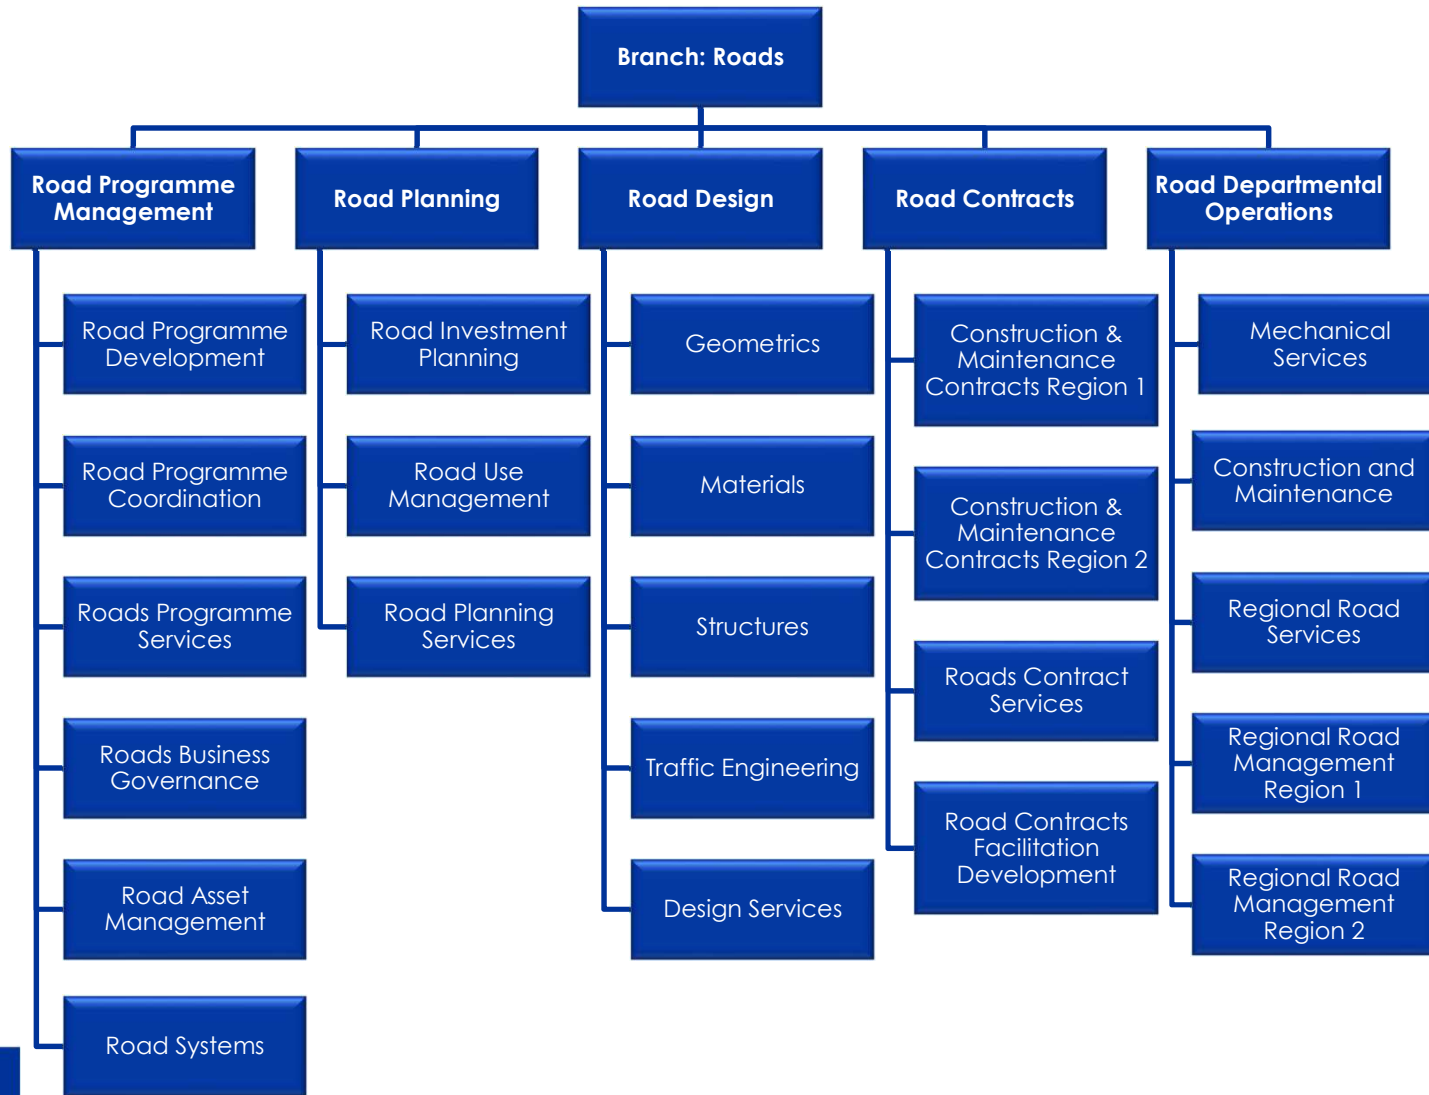 Branch: Roads
Road Programme
Management
Road Programme
Development
Road Programme
Coordination
Roads Programme
Services
Roads Business
Governance
Road Asset
Management
Road Systems
Road Planning
Road Investment
Planning
Road Use
Management
Road Planning
Services
Road Design
Geometrics
Materials
Structures
Traffic Engineering
Design Services
Road Contracts
Construction &
Maintenance
Contracts Region 1
Construction &
Maintenance
Contracts Region 2
Roads Contract
Services
Road Contracts
Facilitation
Development
Road Departmental
Operations
Mechanical
Services
Construction and
Maintenance
Regional Road
Services
Regional Road
Management
Region 1
Regional Road
Management
Region 2